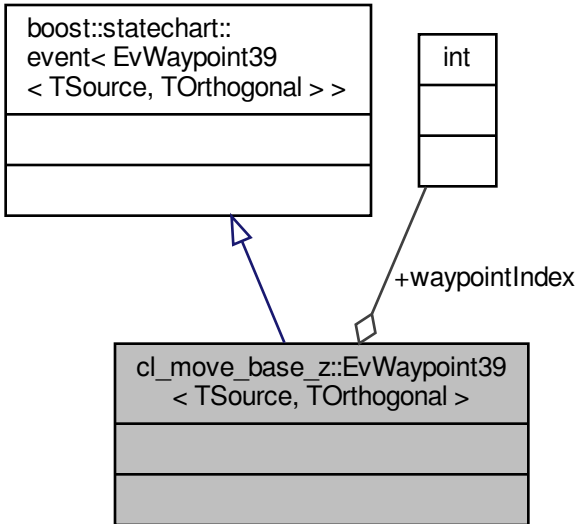 boost::statechart::
event< EvWaypoint39
< TSource, TOrthogonal > >
int
+waypointIndex
cl_move_base_z::EvWaypoint39
< TSource, TOrthogonal >